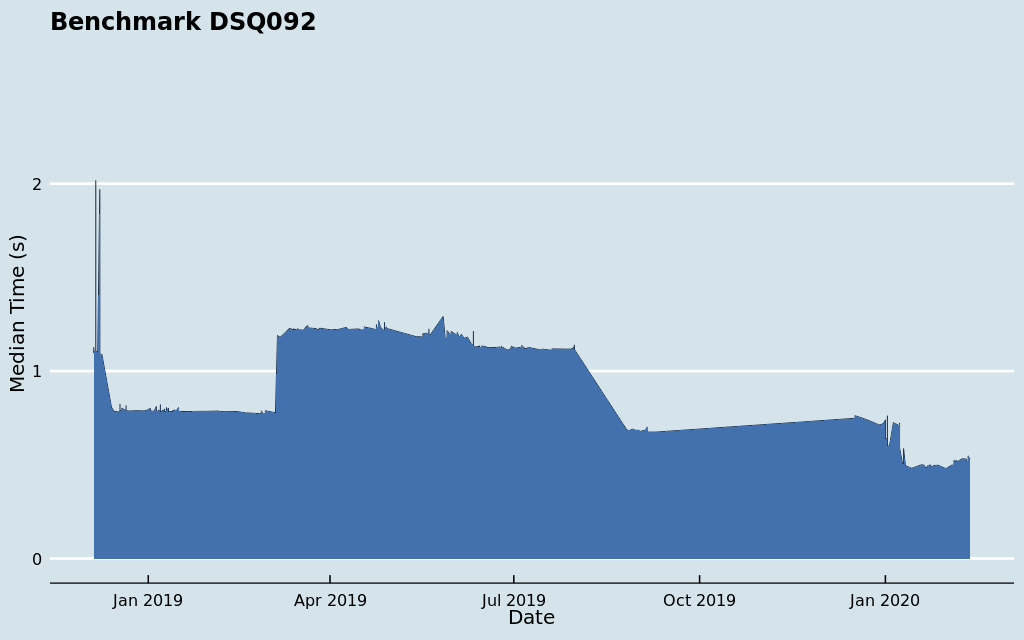 Benchmark DSQ092
Median Time (s)
2
1
0
Jan 2019
Apr 2019
Jul 2019
Oct 2019
Jan 2020
Date